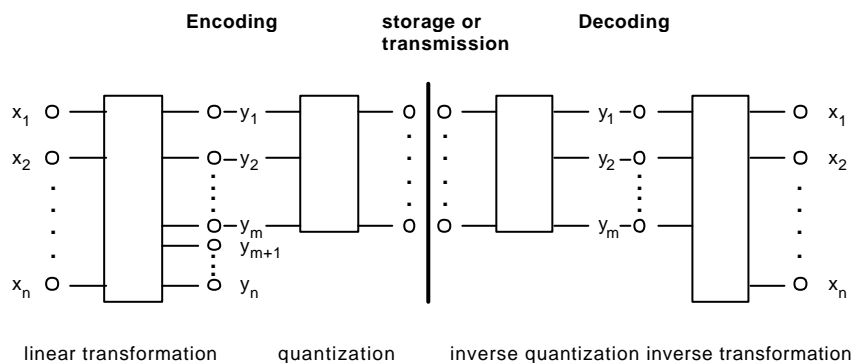 Encoding storage or transmission Decoding
x1 y1 y1 x1
x2 y2 y2 x2
ym ym
ym+1
xn yn xn
linear transformation quantization inverse quantization inverse transformation